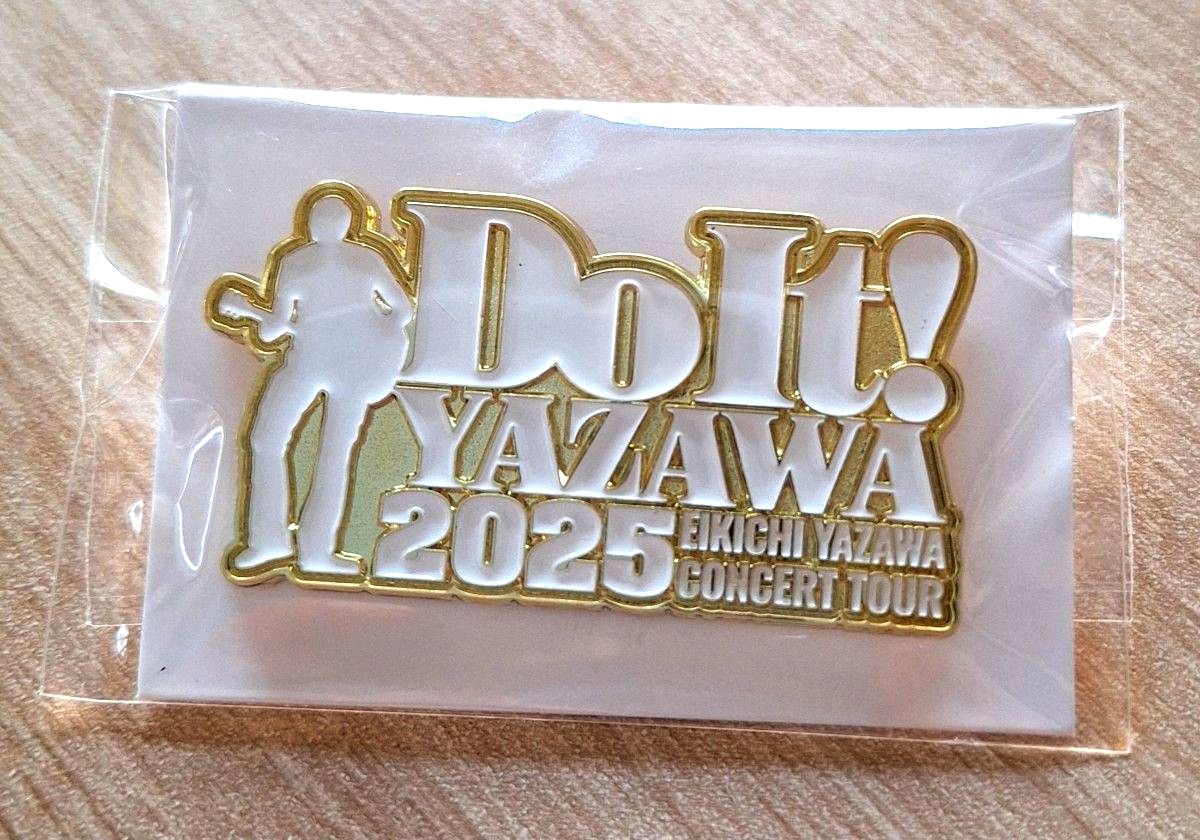 Do It!
YAZAWA
2025
EIKICHI YAZAWA
CONCERT TOUR